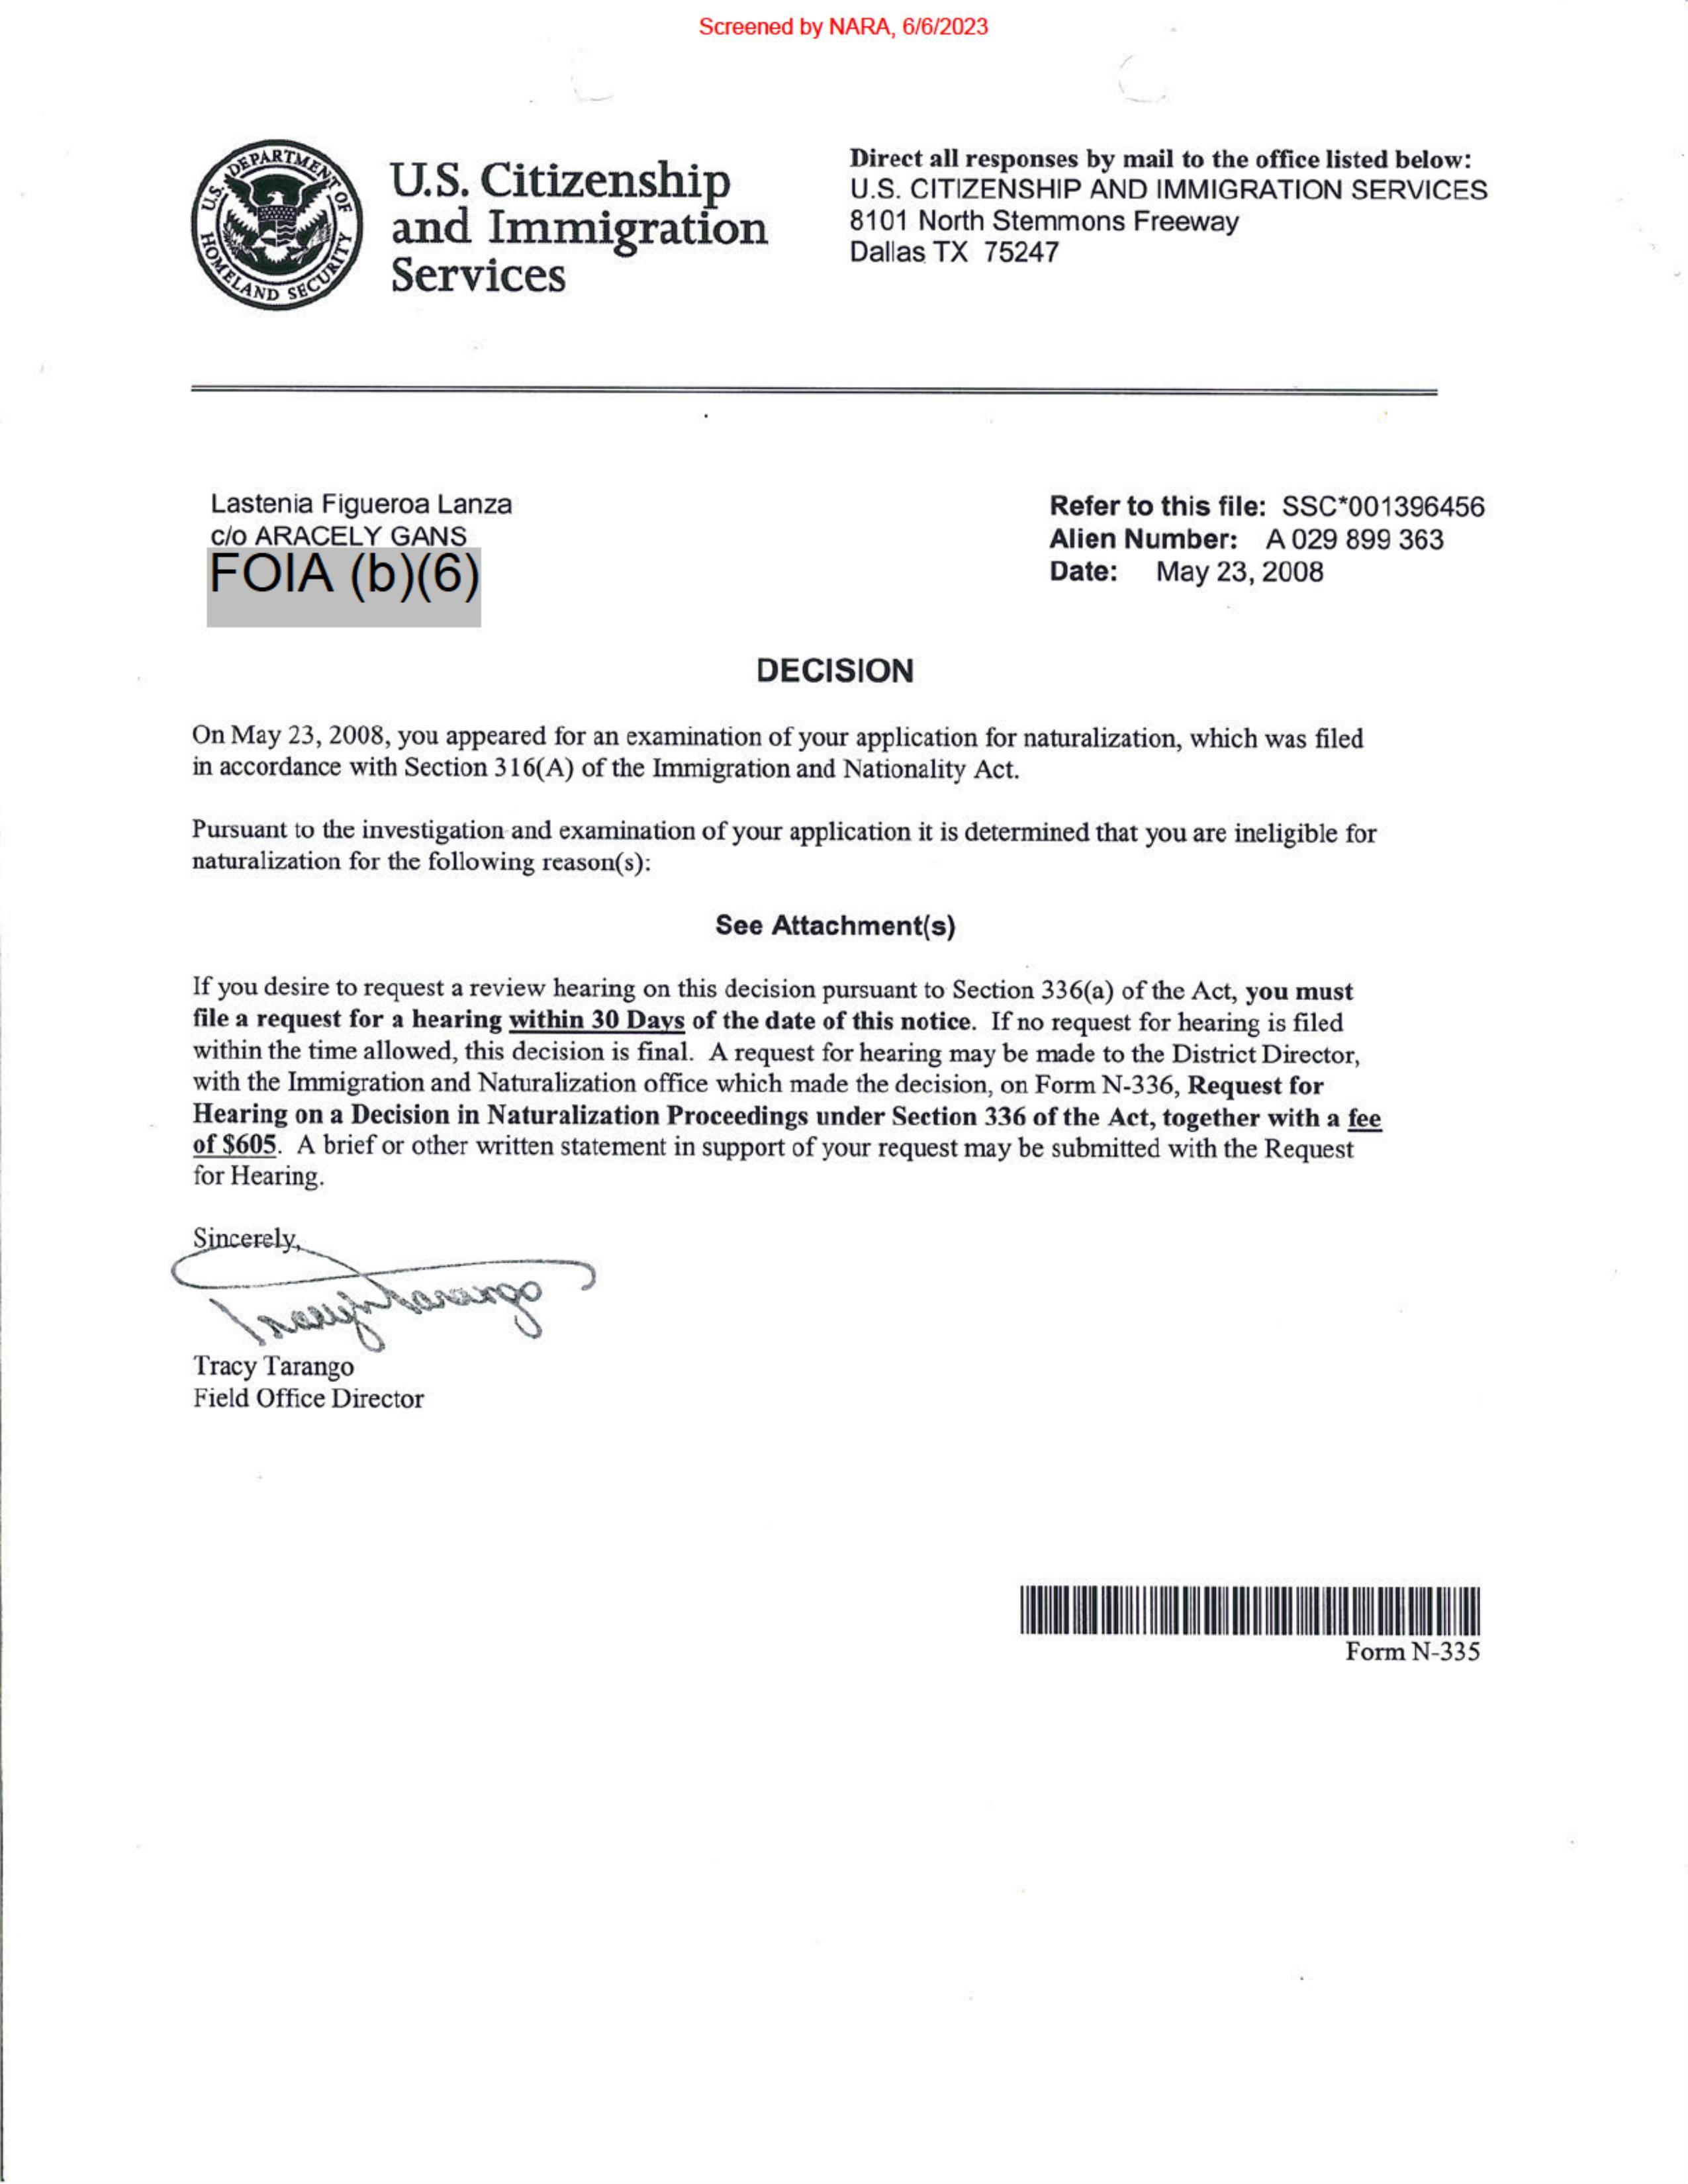 Screened by NARA, 6/6/2023
U.S. DEPARTMENT OF HOMELAND SECURITY
U.S. Citizenship
and Immigration
Services
Direct all responses by mail to the office listed below:
U.S. CITIZENSHIP AND IMMIGRATION SERVICES
8101 North Stemmons Freeway
Dallas TX 75247
Lastenia Figueroa Lanza
c/o ARACELY GANS
FOIA (b)(6)
Refer to this file: SSC*001396456
Alien Number: A 029 899 363
Date: May 23, 2008
DECISION
On May 23, 2008, you appeared for an examination of your application for naturalization, which was filed
in accordance with Section 316(A) of the Immigration and Nationality Act.
Pursuant to the investigation and examination of your application it is determined that you are ineligible for
naturalization for the following reason(s):
See Attachment(s)
If you desire to request a review hearing on this decision pursuant to Section 336(a) of the Act, you must
file a request for a hearing within 30 Days of the date of this notice. If no request for hearing is filed
within the time allowed, this decision is final. A request for hearing may be made to the District Director,
with the Immigration and Naturalization office which made the decision, on Form N-336, Request for
Hearing on a Decision in Naturalization Proceedings under Section 336 of the Act, together with a fee
of $605. A brief or other written statement in support of your request may be submitted with the Request
for Hearing.
Sincerely,
Tracy Tarango
Tracy Tarango
Field Office Director
Form N-335